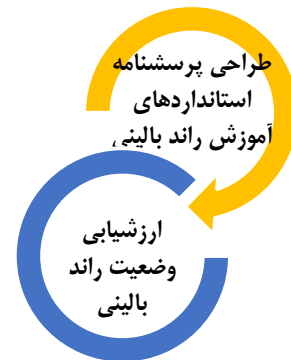 طراحی پرسشنامه
استانداردهای
آموزش راند بالینی
ارزشیابی
وضعیت راند
بالینی